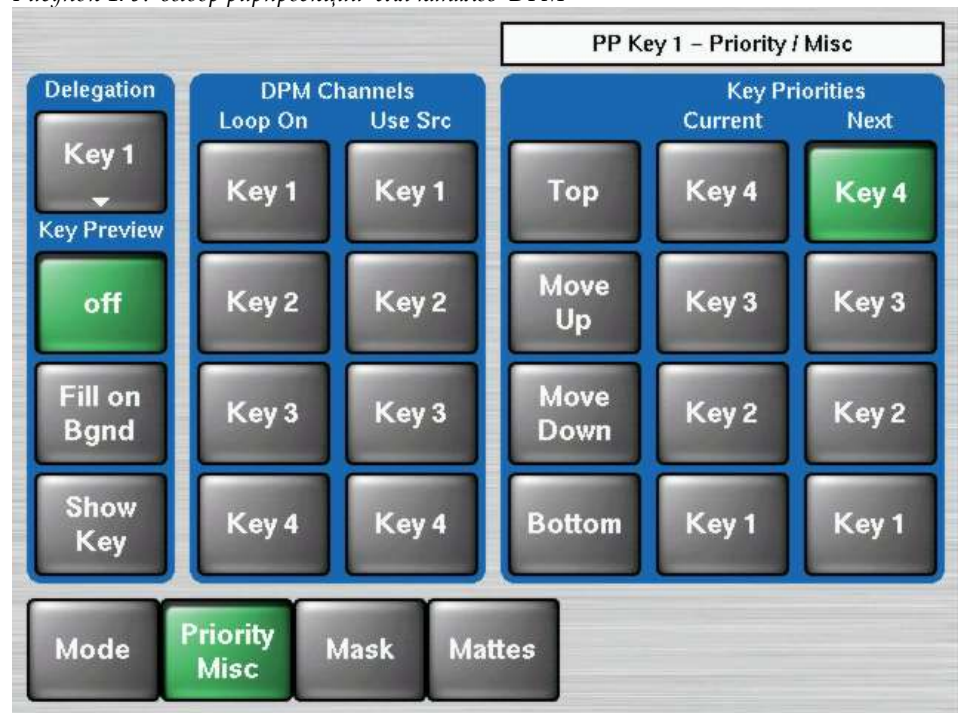 PP Key 1 – Priority / Misc
Delegation
Key 1
Key Preview
off
Fill on
Bgnd
Show
Key
DPM Channels
Loop On Use Src
Key 1 Key 1
Key 2 Key 2
Key 3 Key 3
Key 4 Key 4
Key Priorities
Current Next
Top Key 4 Key 4
Move
Up Key 3 Key 3
Move
Down Key 2 Key 2
Bottom Key 1 Key 1
Mode
Priority
Misc
Mask
Mattes